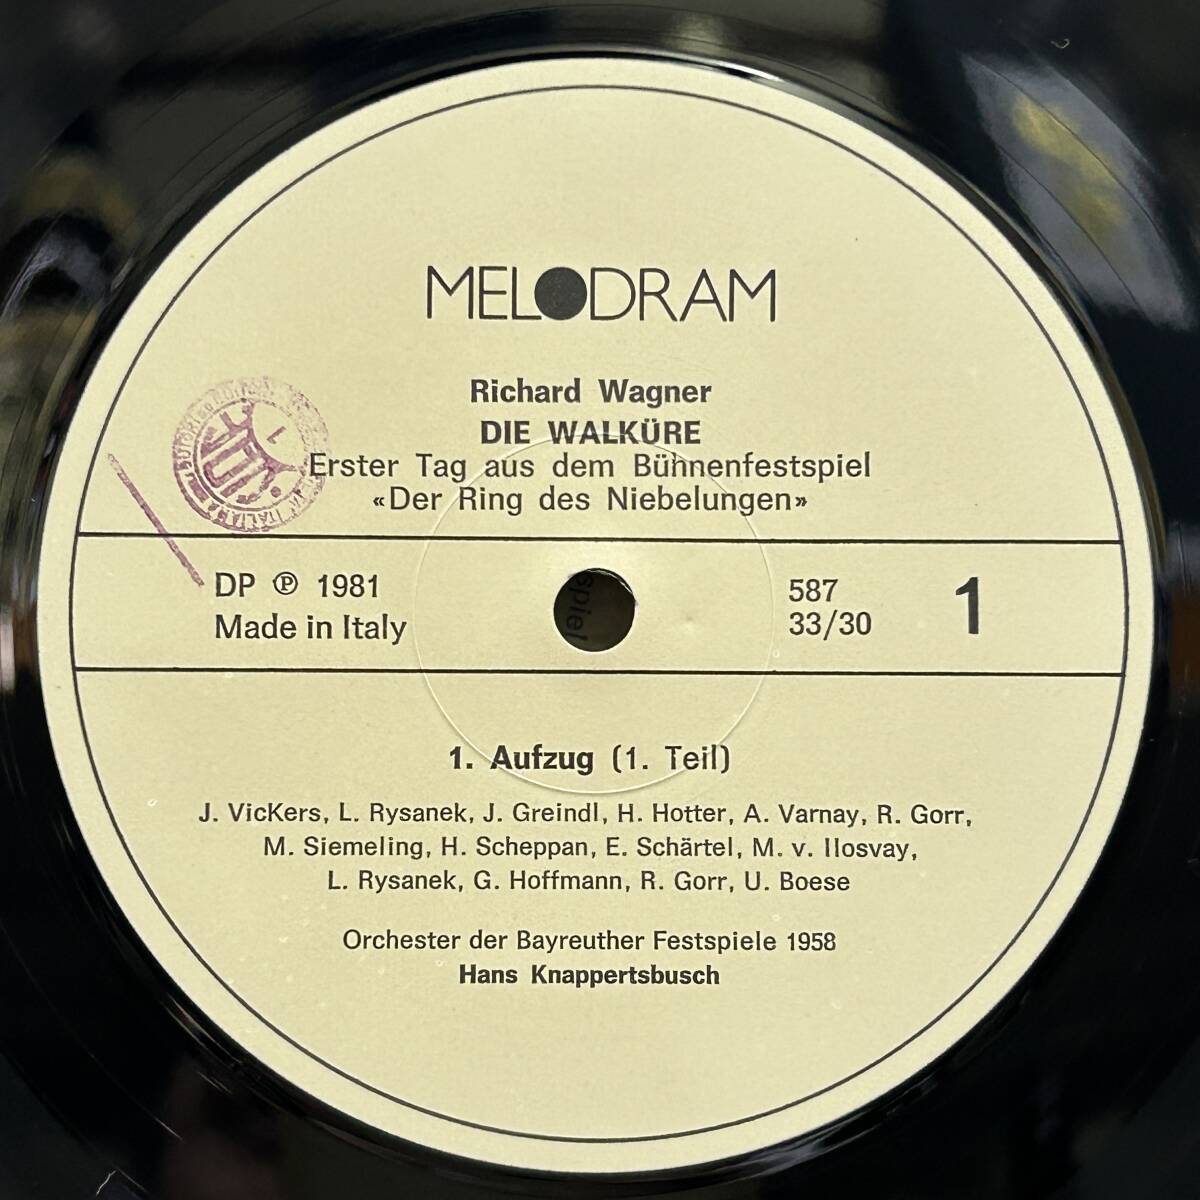 MELODRAM
Richard Wagner
DIE WALKÜRE
Erster Tag aus dem Bühnenfestspiel
«Der Ring des Niebelungen»
DP ℗ 1981
Made in Italy
spiel
587
33/30
1
1. Aufzug (1. Teil)
J. VicKers, L. Rysanek, J. Greindl, H. Hotter, A. Varnay, R. Gorr,
M. Siemeling, H. Scheppan, E. Schärtel, M. v. Ilosvay,
L. Rysanek, G. Hoffmann, R. Gorr, U. Boese
Orchester der Bayreuther Festspiele 1958
Hans Knappertsbusch